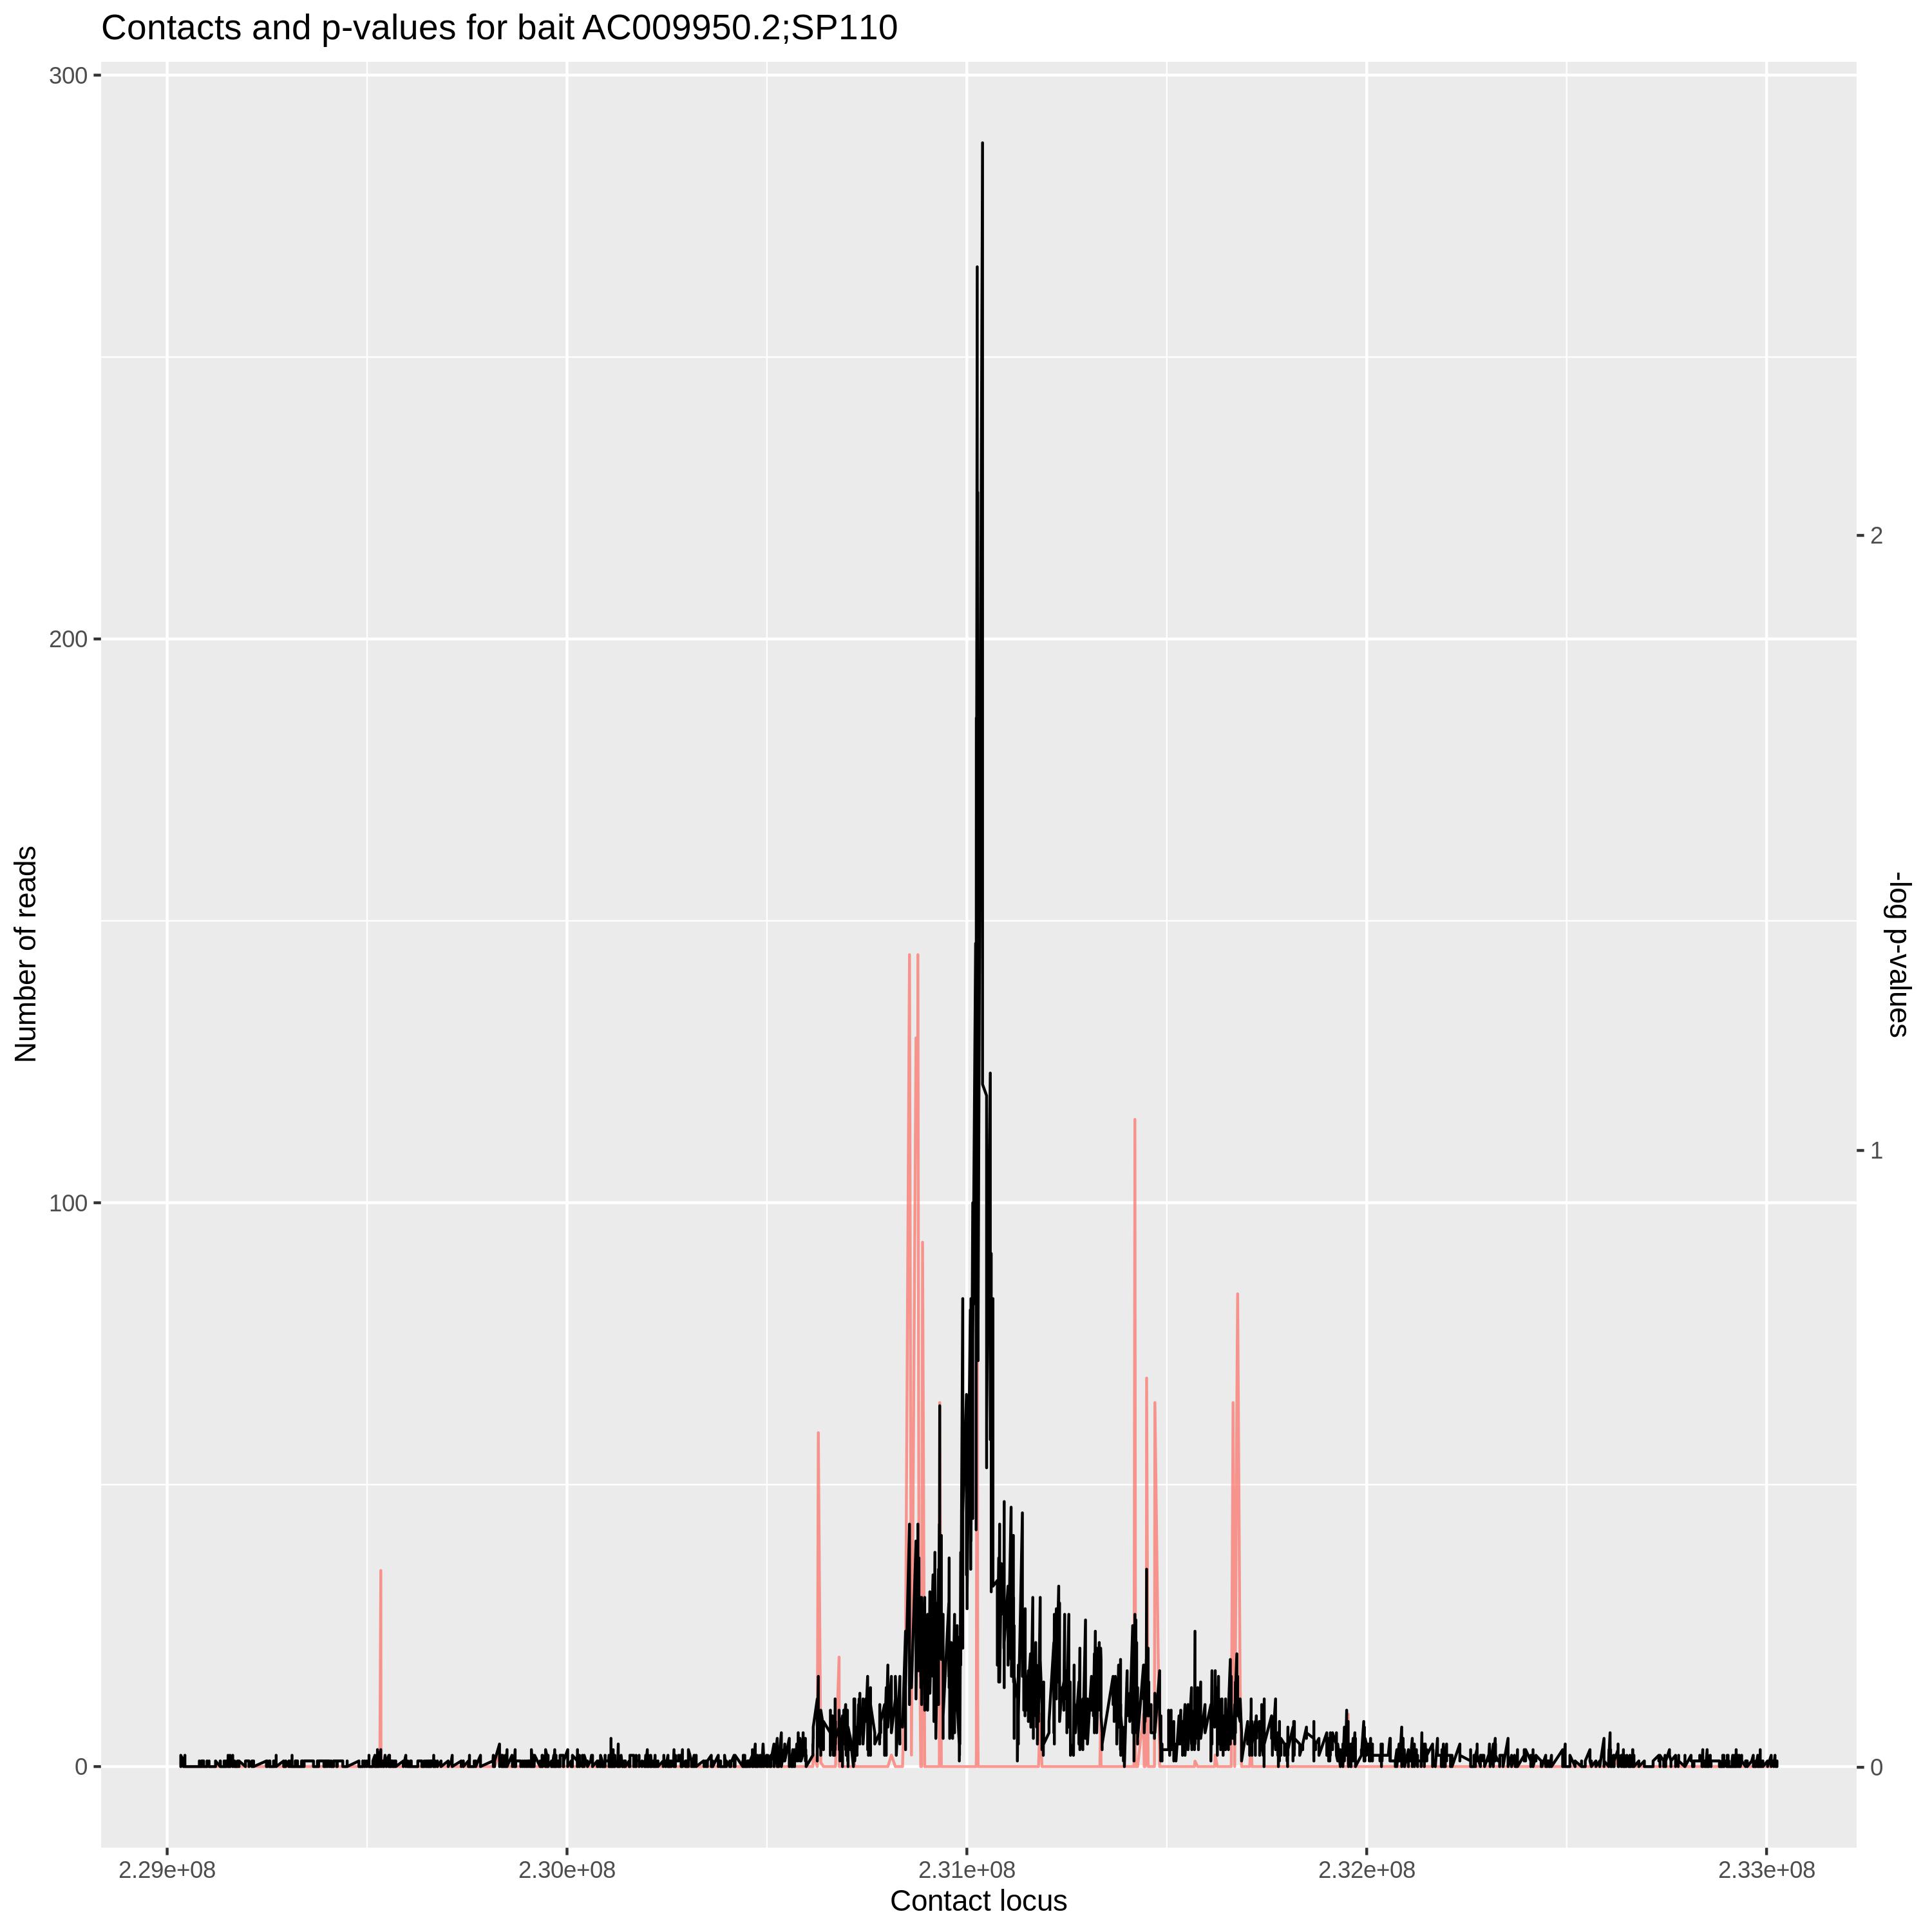 Contacts and p-values for bait AC009950.2;SP110
300
200
100
0
Number of reads
2
1
0
-log p-values
2.29e+08
2.30e+08
2.31e+08
2.32e+08
2.33e+08
Contact locus